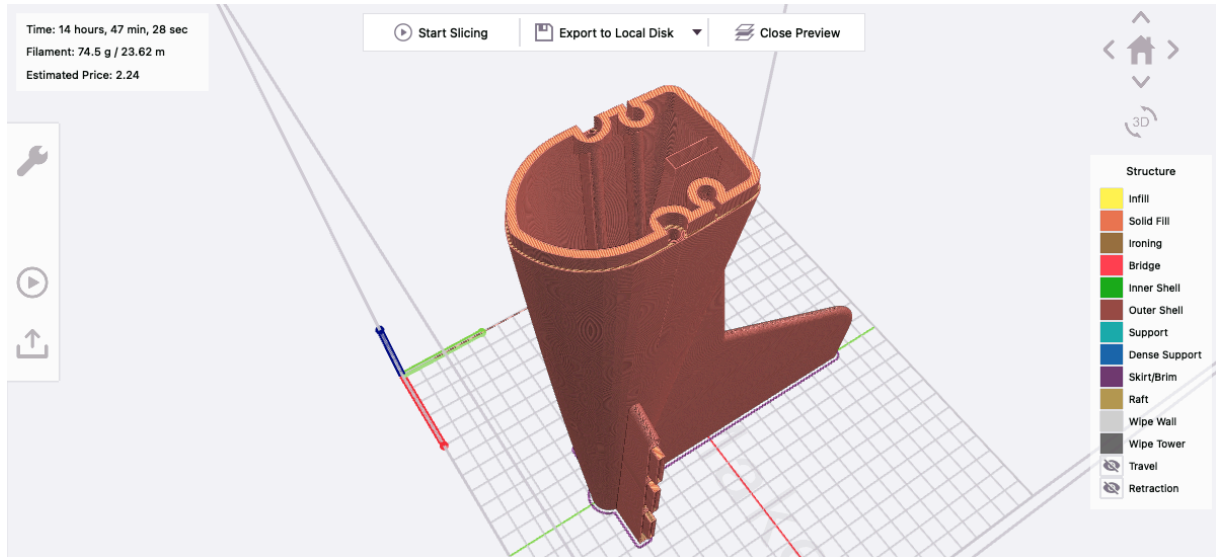 Time: 14 hours, 47 min, 28 sec
Filament: 74.5 g / 23.62 m
Estimated Price: 2.24
Start Slicing
Export to Local Disk
Close Preview
3D
Structure
Infill
Solid Fill
Ironing
Bridge
Inner Shell
Outer Shell
Support
Dense Support
Skirt/Brim
Raft
Wipe Wall
Wipe Tower
Travel
Retraction